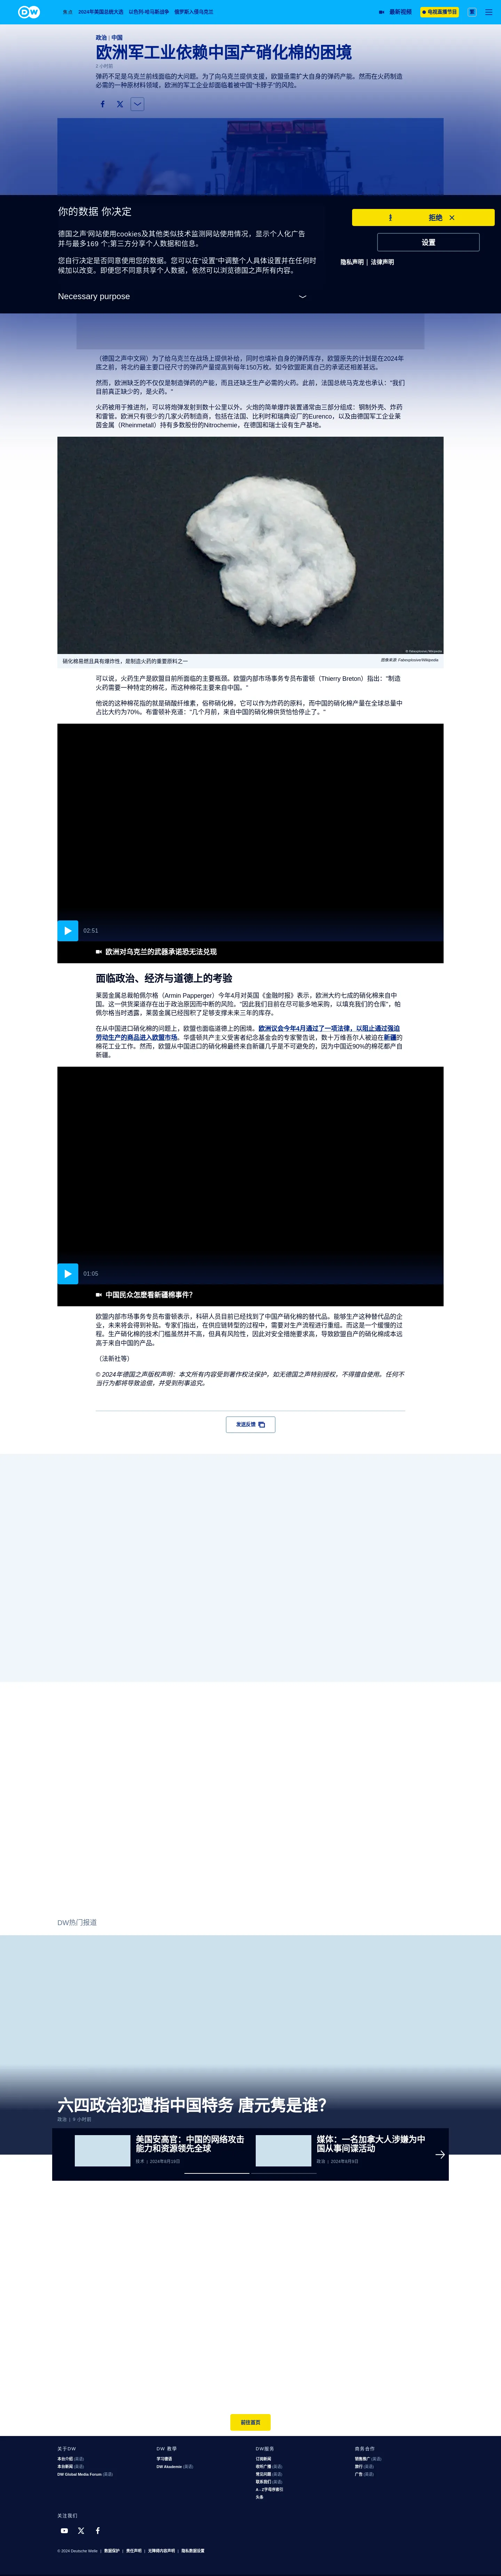 DW
焦点 2024年美国总统大选 以色列-哈马斯战争 俄罗斯入侵乌克兰 最新视频 电视直播节目 繁
政治 | 中国
欧洲军工业依赖中国产硝化棉的困境
2 小时前
弹药不足是乌克兰前线面临的大问题。为了向乌克兰提供支援，欧盟亟需扩大自身的弹药产能。然而在火药制造
必需的一种原材料领域，欧洲的军工企业却面临着被中国"卡脖子"的风险。
你的数据 你决定
拒绝
德国之声'网站使用cookies及其他类似技术监测网站使用情况，显示个人化广告
并与最多169 个;第三方分享个人数据和信息。
设置
您自行决定是否同意使用您的数据。您可以在"设置"中调整个人具体设置并在任何时
候加以改变。即便您不同意共享个人数据，依然可以浏览德国之声所有内容。
隐私声明 | 法律声明
Necessary purpose
（德国之声中文网）为了给乌克兰在战场上提供补给，同时也填补自身的弹药库存，欧盟原先的计划是在2024年
底之前，将北约最主要口径尺寸的弹药产量提高到每年150万枚。如今欧盟距离自己的承诺还相差甚远。
然而，欧洲缺乏的不仅仅是制造弹药的产能，而且还缺乏生产必需的火药。此前，法国总统马克龙也承认："我们
目前真正缺少的，是火药。"
火药被用于推进剂，可以将炮弹发射到数十公里以外。火炮的简单爆炸装置通常由三部分组成：钢制外壳、炸药
和雷管。欧洲只有很少的几家火药制造商，包括在法国、比利时和瑞典设厂的Eurenco，以及由德国军工企业莱
茵金属（Rheinmetall）持有多数股份的Nitrochemie，在德国和瑞士设有生产基地。
硝化棉易燃且具有爆炸性，是制造火药的重要原料之一
图像来源: Fabexplosive/Wikipedia
可以说，火药生产是欧盟目前所面临的主要瓶颈。欧盟内部市场事务专员布雷顿（Thierry Breton）指出："制造
火药需要一种特定的棉花，而这种棉花主要来自中国。"
他说的这种棉花指的就是硝酸纤维素，俗称硝化棉。它可以作为炸药的原料，而中国的硝化棉产量在全球总量中
占比大约为70%。布雷顿补充道："几个月前，来自中国的硝化棉供货恰恰停止了。"
02:51
欧洲对乌克兰的武器承诺恐无法兑现
面临政治、经济与道德上的考验
莱茵金属总裁帕佩尔格（Armin Papperger）今年4月对英国《金融时报》表示，欧洲大约七成的硝化棉来自中
国。这一供货渠道存在出于政治原因而中断的风险。"因此我们目前在尽可能多地采购，以填充我们的仓库"，帕
佩尔格当时透露，莱茵金属已经囤积了足够支撑未来三年的库存。
在从中国进口硝化棉的问题上，欧盟也面临道德上的困境。欧洲议会今年4月通过了一项法律，以阻止通过强迫
劳动生产的商品进入欧盟市场。华盛顿共产主义受害者纪念基金会的专家警告说，数十万维吾尔人被迫在新疆的
棉花工业工作。然而，欧盟从中国进口的硝化棉最终来自新疆几乎是不可避免的，因为中国近90%的棉花都产自
新疆。
01:05
中国民众怎麽看新疆棉事件?
欧盟内部市场事务专员布雷顿表示，科研人员目前已经找到了中国产硝化棉的替代品。能够生产这种替代品的企
业，未来将会得到补贴。专家们指出，在供应链转型的过程中，需要对生产流程进行重组。而这是一个缓慢的过
程。生产硝化棉的技术门槛虽然并不高，但具有风险性，因此对安全措施要求高，导致欧盟自产的硝化棉成本远
高于来自中国的产品。
（法新社等）
© 2024年德国之声版权声明：本文所有内容受到著作权法保护，如无德国之声特别授权，不得擅自使用。任何不
当行为都将导致追偿，并受到刑事追究。
发送反馈
DW热门报道
六四政治犯遭指中国特务 唐元隽是谁?
政治 | 6 小时前
美国安高官：中国的网络攻击
能力和资源领先全球
技术 | 2024年8月19日
媒体：一名加拿大人涉嫌为中
国从事间谍活动
政治 | 2024年8月8日
前往首页
关于DW
本台介绍 (英语)
本台新闻 (英语)
DW Global Media Forum (英语)
DW 教學
学习德语
DW Akademie (英语)
DW服务
订阅新闻
收听广播 (英语)
常见问题 (英语)
联系我们 (英语)
A - Z字母序索引
头条
商务合作
销售推广 (英语)
旅行 (英语)
广告 (英语)
关注我们
© 2024 Deutsche Welle | 数据保护 | 责任声明 | 无障碍内容声明 | 隐私数据设置